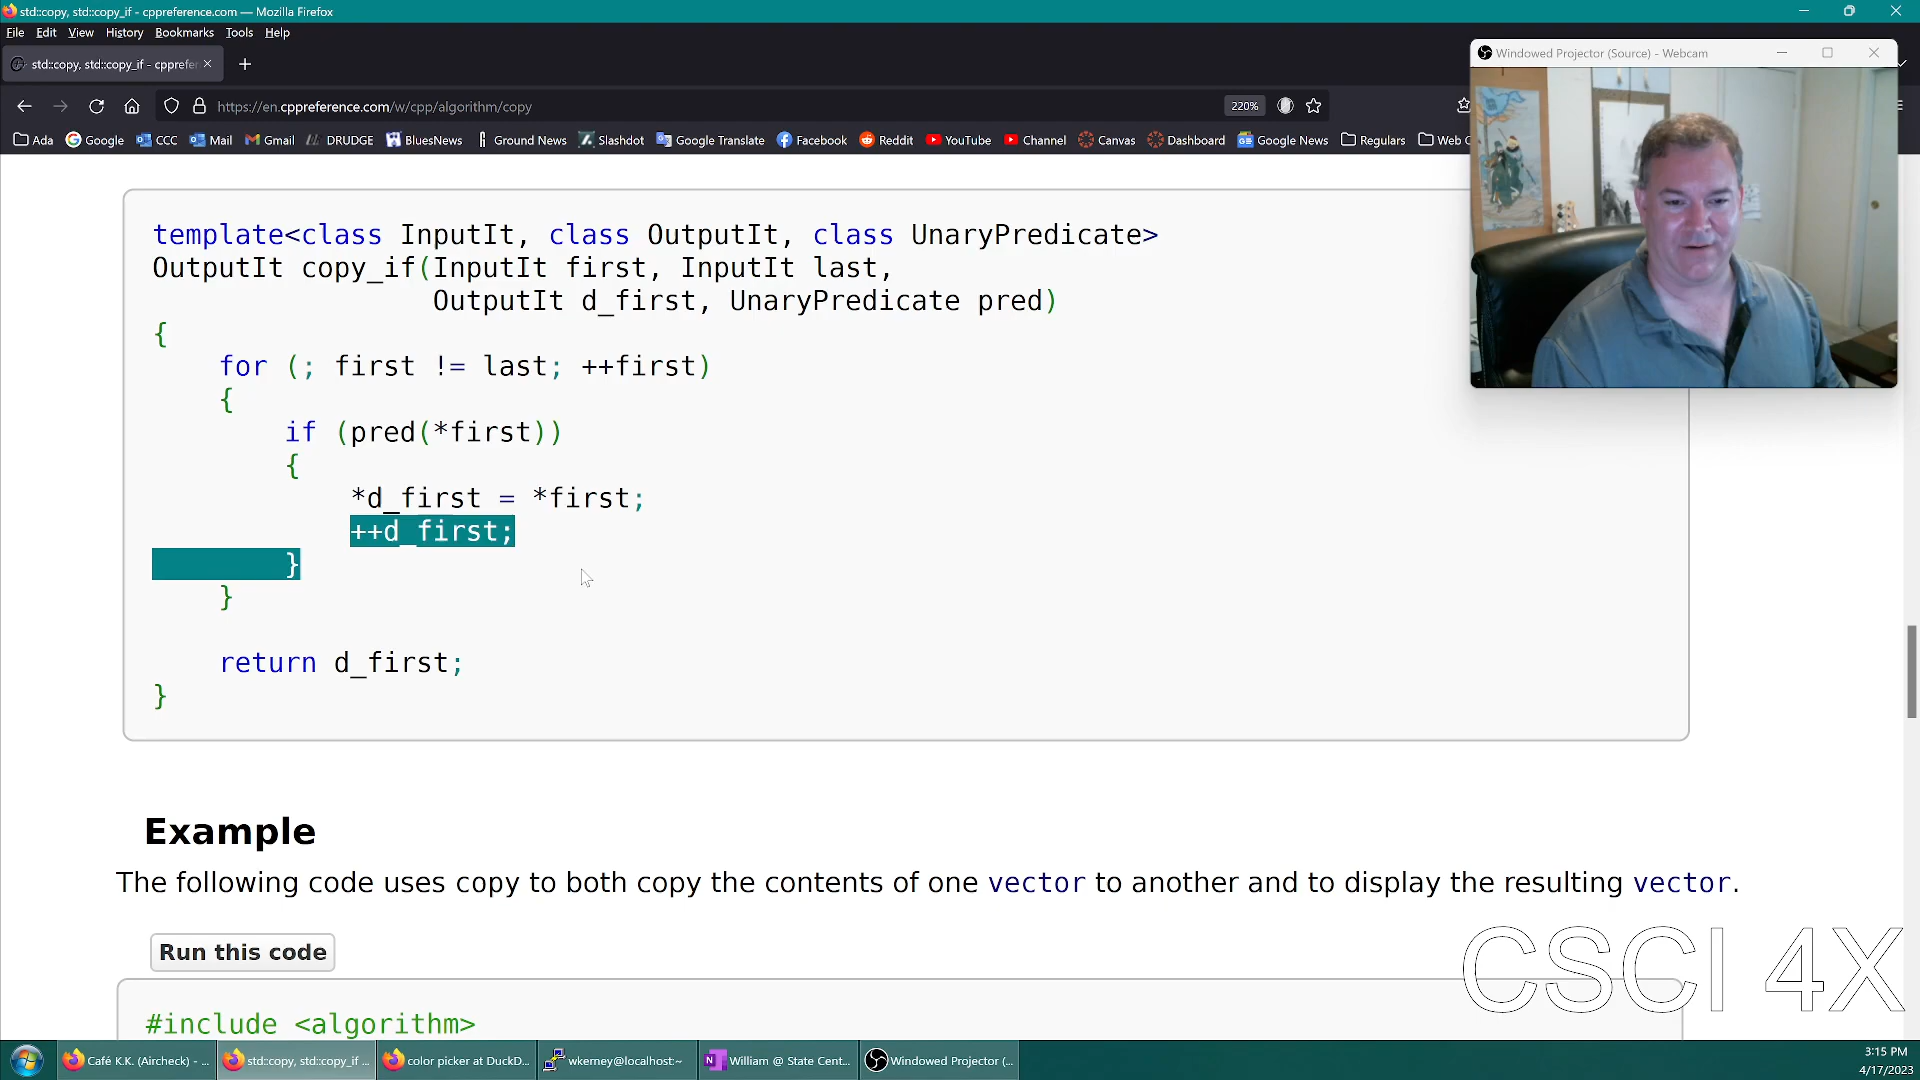 std::copy, std::copy_if - cppreference.com — Mozilla Firefox
File Edit View History Bookmarks Tools Help
std::copy, std::copy_if - cpprefer
Windowed Projector (Source) - Webcam
https://en.cppreference.com/w/cpp/algorithm/copy
220%
Ada Google CCC Mail Gmail DRUDGE BluesNews Ground News Slashdot Google Translate Facebook Reddit YouTube Channel Canvas Dashboard Google News Regulars Web C
template<class InputIt, class OutputIt, class UnaryPredicate>
OutputIt copy_if(InputIt first, InputIt last,
OutputIt d_first, UnaryPredicate pred)
{
for (; first != last; ++first)
{
if (pred(*first))
{
*d_first = *first;
++d_first;
}
}
return d_first;
}
Example
The following code uses copy to both copy the contents of one vector to another and to display the resulting vector.
Run this code
CSCI 4X
#include <algorithm>
Café K.K. (Aircheck) - ...
std::copy, std::copy_if ...
color picker at DuckD...
wkerney@localhost:~
William @ State Cent...
Windowed Projector (...
3:15 PM
4/17/2023